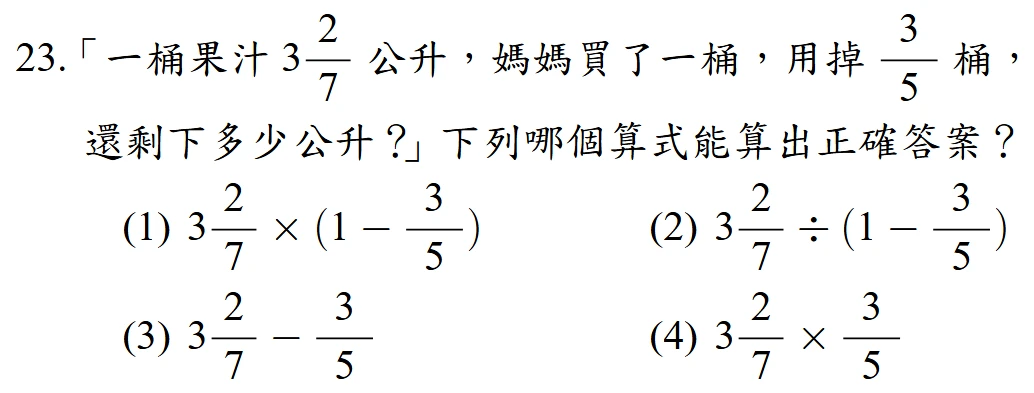 23.「一桶果汁 3 2/7 公升，媽媽買了一桶，用掉 3/5 桶，
還剩下多少公升？」下列哪個算式能算出正確答案？
(1) 3 2/7 × (1 − 3/5) (2) 3 2/7 ÷ (1 − 3/5)
(3) 3 2/7 − 3/5 (4) 3 2/7 × 3/5